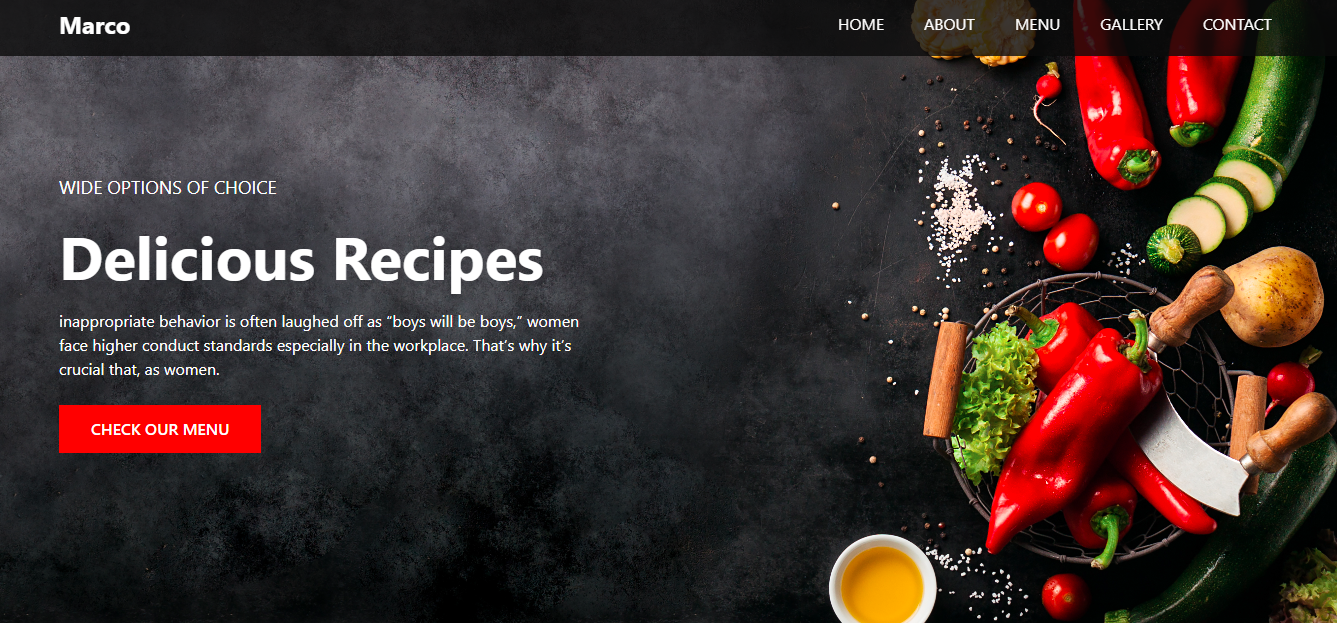 Marco
HOME ABOUT MENU GALLERY CONTACT
WIDE OPTIONS OF CHOICE
Delicious Recipes
inappropriate behavior is often laughed off as “boys will be boys,” women
face higher conduct standards especially in the workplace. That’s why it’s
crucial that, as women.
CHECK OUR MENU